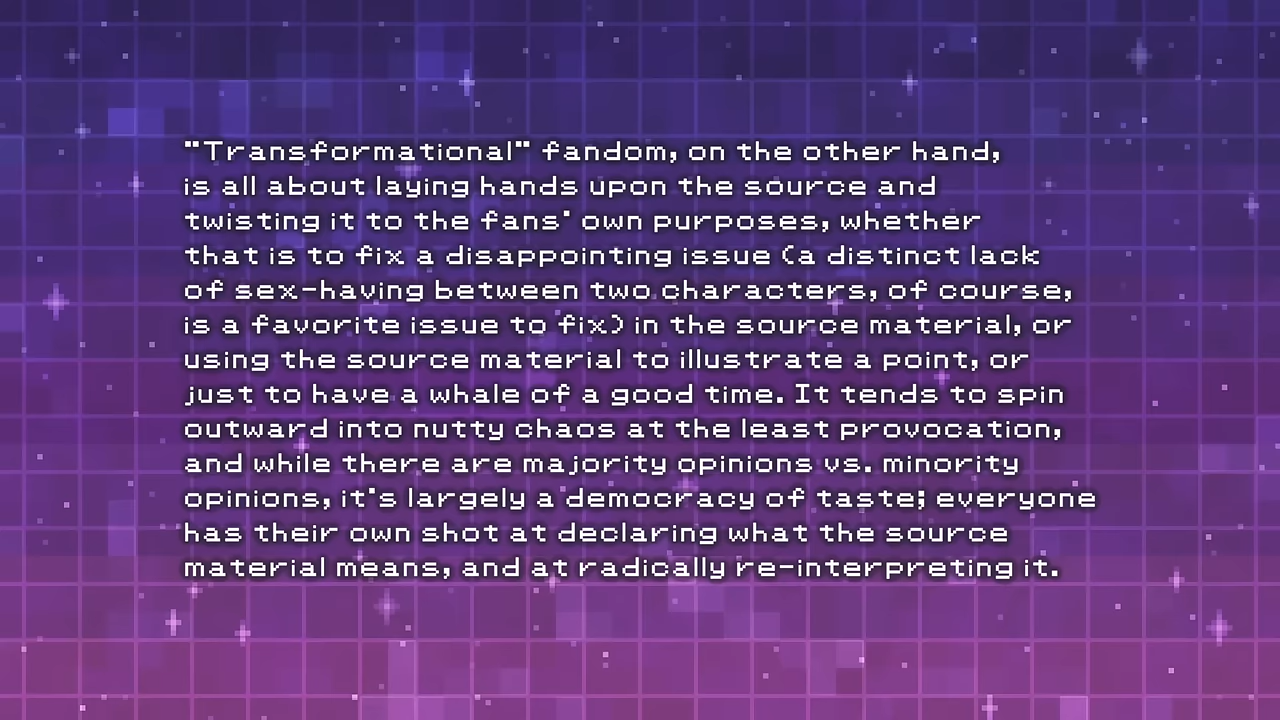 "Transformational" fandom, on the other hand,
is all about laying hands upon the source and
twisting it to the fans' own purposes, whether
that is to fix a disappointing issue (a distinct lack
of sex-having between two characters, of course,
is a favorite issue to fix) in the source material, or
using the source material to illustrate a point, or
just to have a whale of a good time. It tends to spin
outward into nutty chaos at the least provocation,
and while there are majority opinions vs. minority
opinions, it's largely a democracy of taste; everyone
has their own shot at declaring what the source
material means, and at radically re-interpreting it.